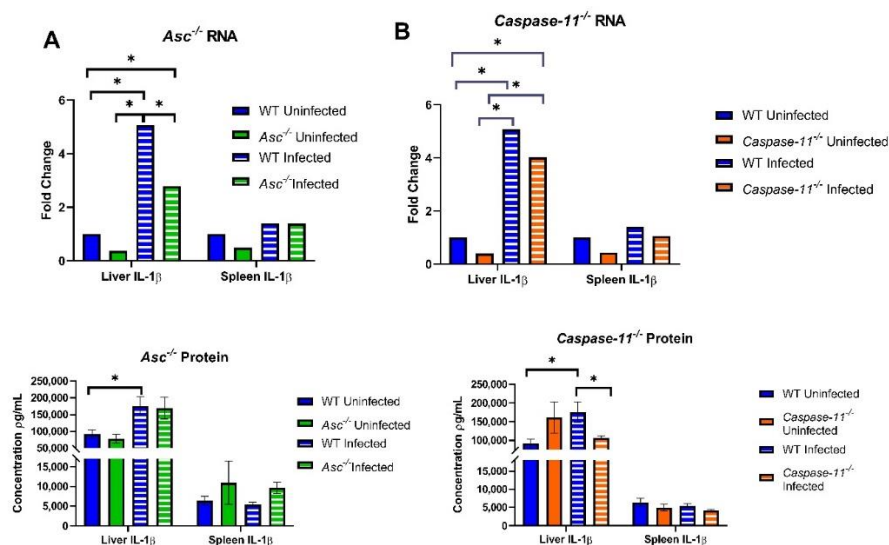 A
Asc-/- RNA
*
*
* *
6
4
2
0
Fold Change
Liver IL-1β
Spleen IL-1β
WT Uninfected
Asc-/- Uninfected
WT Infected
Asc-/-Infected
B
Caspase-11-/- RNA
*
*
*
*
6
4
2
0
Fold Change
Liver IL-1β
Spleen IL-1β
WT Uninfected
Caspase-11-/- Uninfected
WT Infected
Caspase-11-/- Infected
Asc-/- Protein
*
250,000
200,000
150,000
100,000
50,000
15,000
10,000
5,000
0
Concentration ρg/mL
Liver IL-1β
Spleen IL-1β
WT Uninfected
Asc-/- Uninfected
WT Infected
Asc-/-Infected
Caspase-11-/- Protein
*
*
250,000
200,000
150,000
100,000
50,000
20,000
15,000
10,000
5,000
0
Concentration ρg/mL
Liver IL-1β
Spleen IL-1β
WT Uninfected
Caspase-11-/-
Uninfected
WT Infected
Caspase-11-/-
Infected